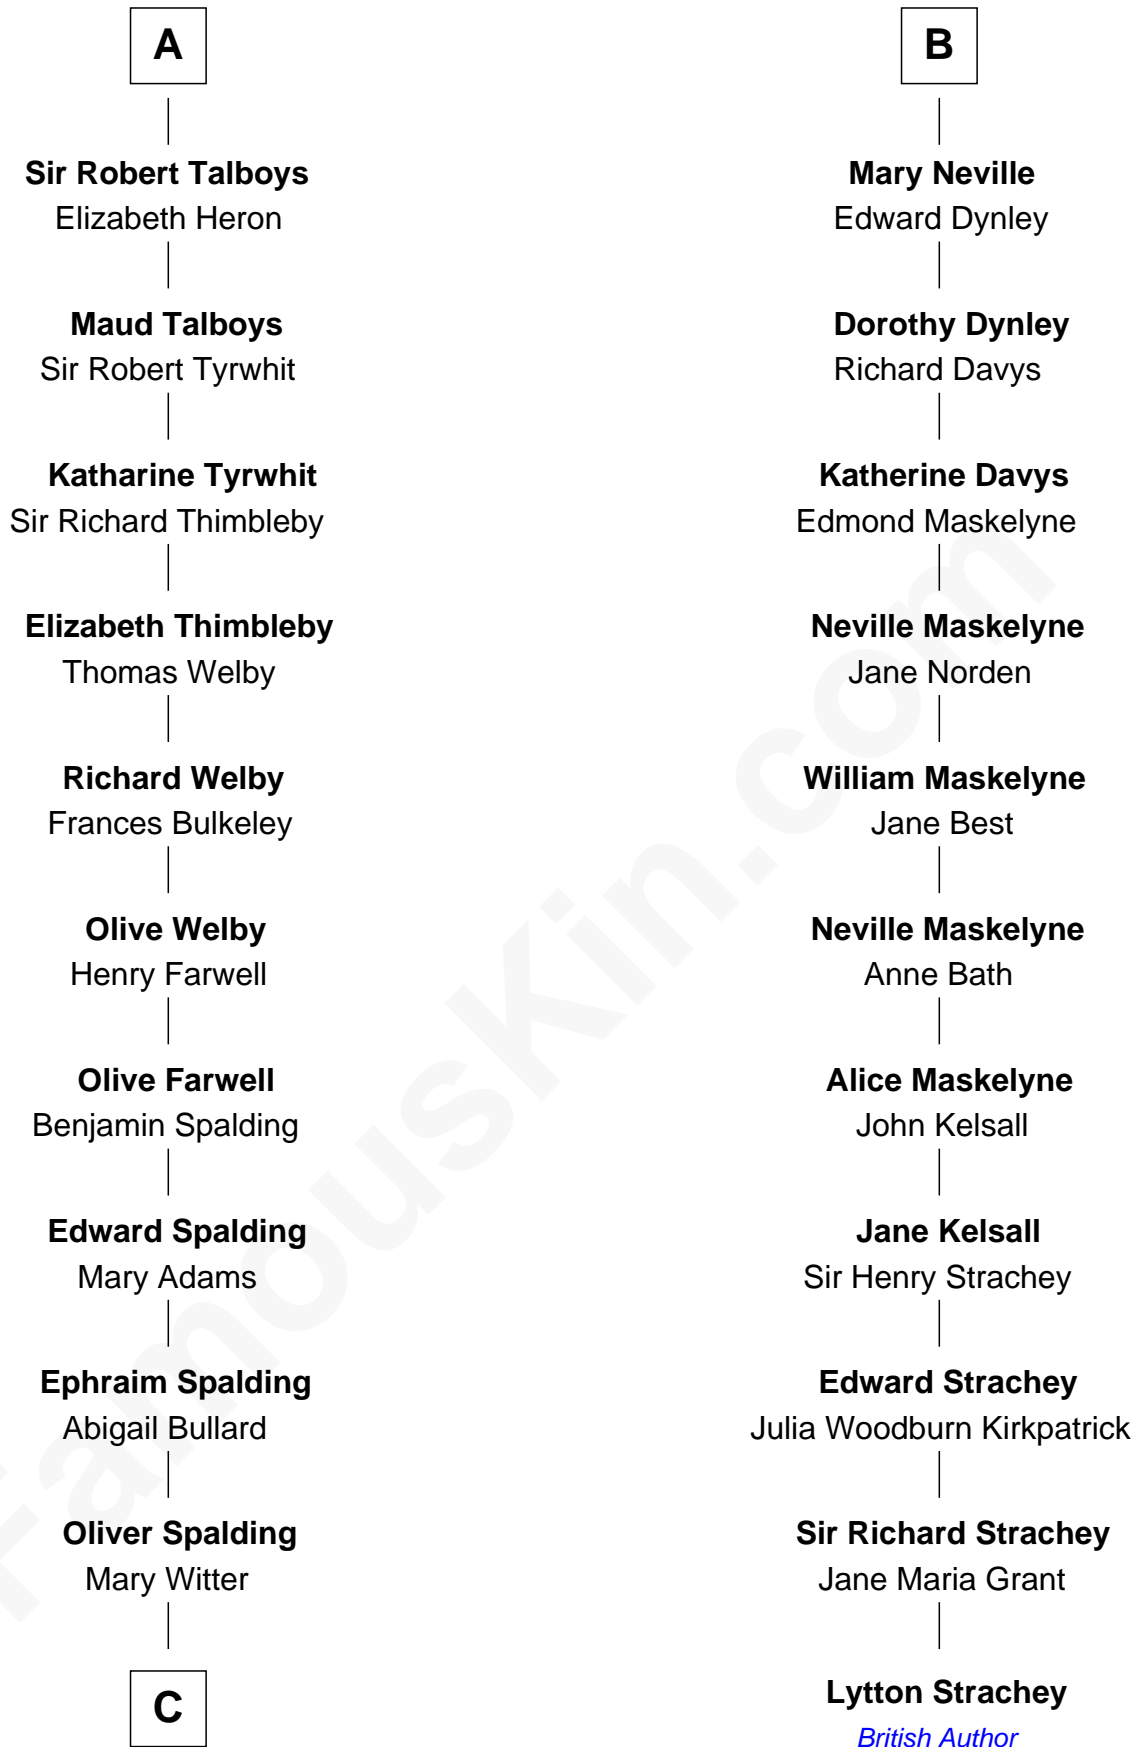 A
Sir Robert Talboys
Elizabeth Heron
Maud Talboys
Sir Robert Tyrwhit
Katharine Tyrwhit
Sir Richard Thimbleby
Elizabeth Thimbleby
Thomas Welby
Richard Welby
Frances Bulkeley
Olive Welby
Henry Farwell
Olive Farwell
Benjamin Spalding
Edward Spalding
Mary Adams
Ephraim Spalding
Abigail Bullard
Oliver Spalding
Mary Witter
C
B
Mary Neville
Edward Dynley
Dorothy Dynley
Richard Davys
Katherine Davys
Edmond Maskelyne
Neville Maskelyne
Jane Norden
William Maskelyne
Jane Best
Neville Maskelyne
Anne Bath
Alice Maskelyne
John Kelsall
Jane Kelsall
Sir Henry Strachey
Edward Strachey
Julia Woodburn Kirkpatrick
Sir Richard Strachey
Jane Maria Grant
Lytton Strachey
British Author
FamousKin.com